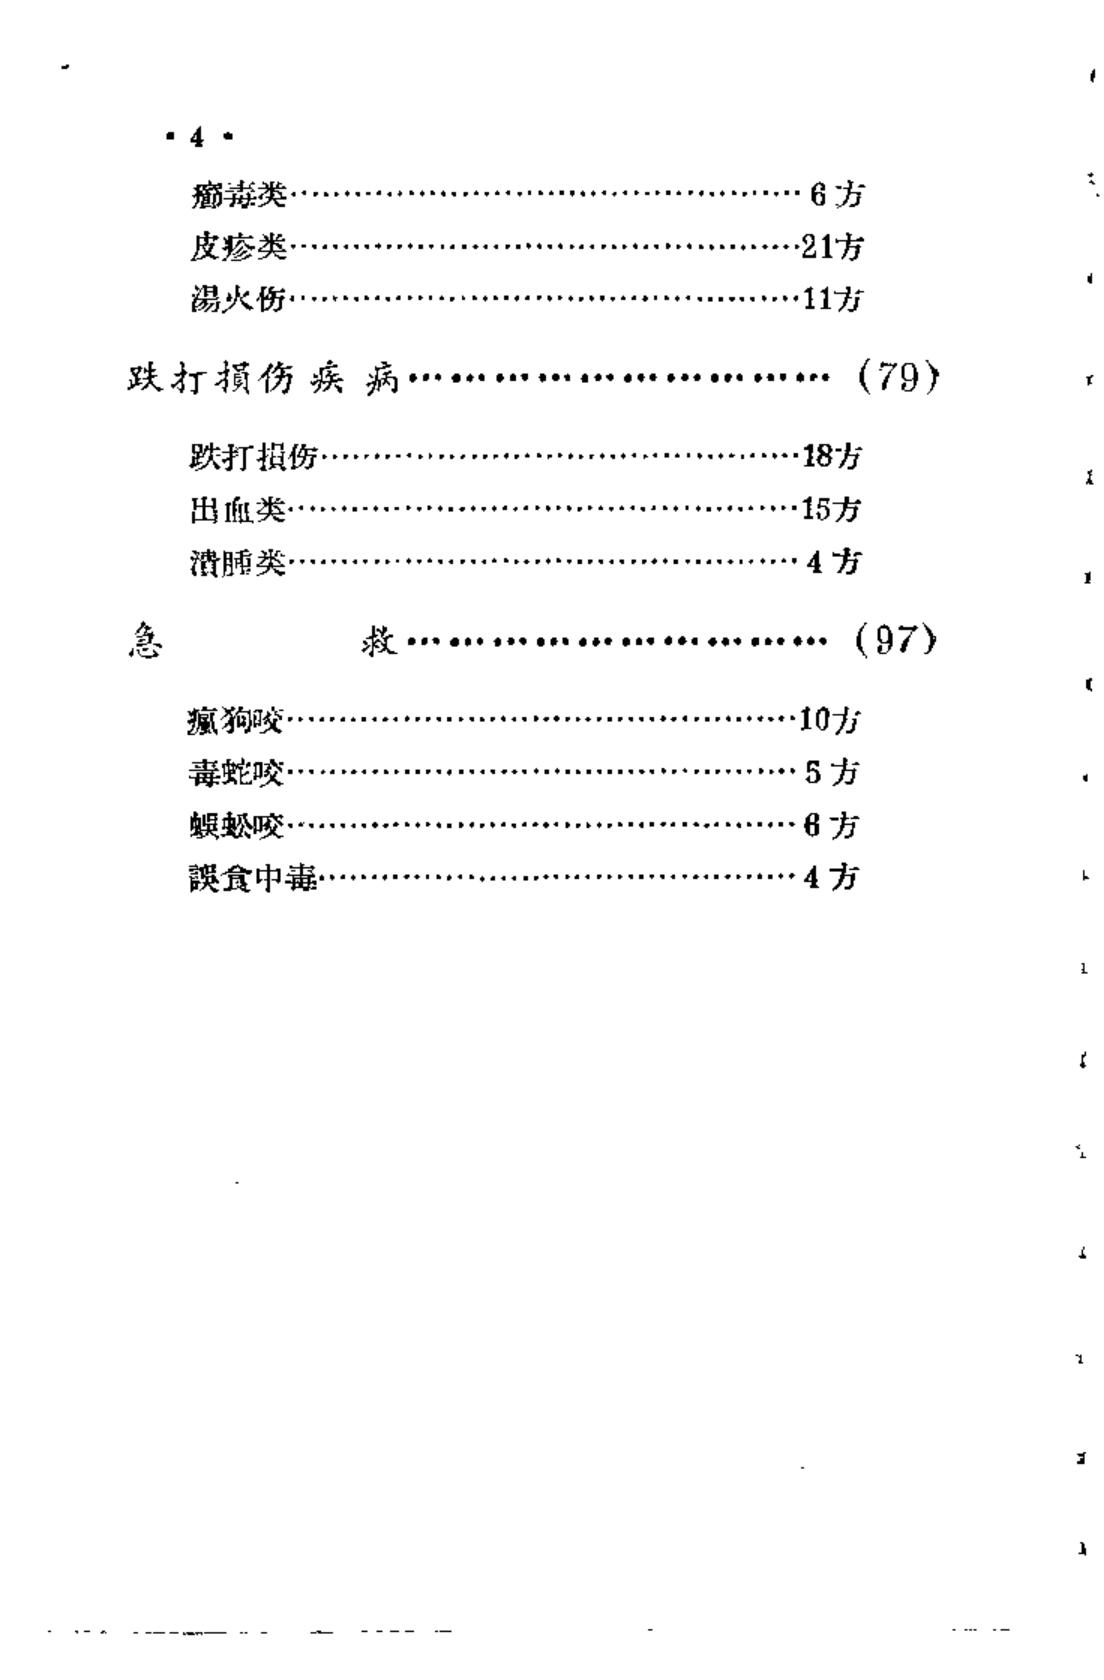 · 4 ·
癤毒类…………………………………………6方
皮疹类…………………………………………21方
湯火伤…………………………………………11方
跌打損伤疾病……………………………(79)
跌打損伤………………………………………18方
出血类…………………………………………15方
潰腫类…………………………………………4方
急救……………………………(97)
瘋狗咬…………………………………………10方
毒蛇咬…………………………………………5方
蜈蚣咬…………………………………………6方
誤食中毒………………………………………4方